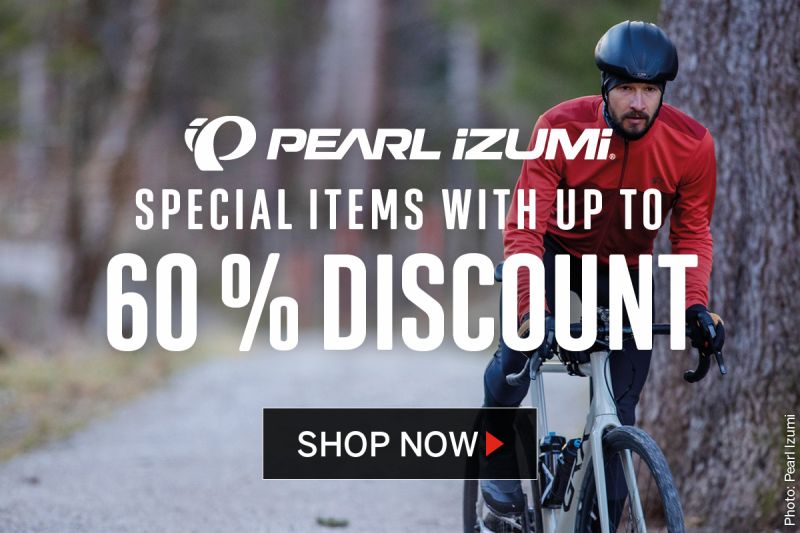 PEARL iZUMi®
SPECIAL ITEMS WITH UP TO
60 % DISCOUNT
SHOP NOW
Photo: Pearl Izumi